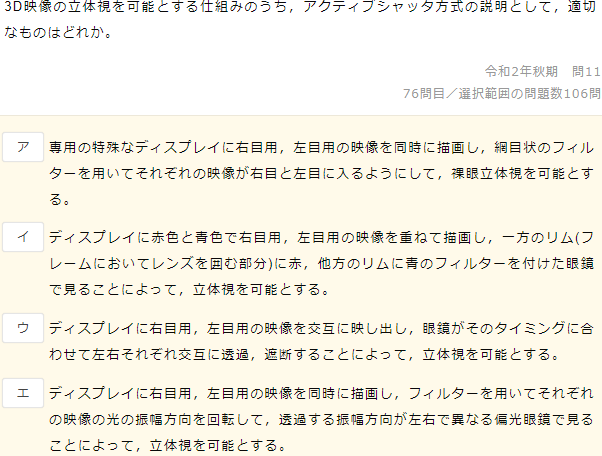 3D映像の立体視を可能とする仕組みのうち，アクティブシャッタ方式の説明として，適切
なものはどれか。
令和2年秋期　問11
76問目／選択範囲の問題数106問
ア
専用の特殊なディスプレイに右目用，左目用の映像を同時に描画し，網目状のフィル
ターを用いてそれぞれの映像が右目と左目に入るようにして，裸眼立体視を可能とす
る。
イ
ディスプレイに赤色と青色で右目用，左目用の映像を重ねて描画し，一方のリム(フ
レームにおいてレンズを囲む部分)に赤，他方のリムに青のフィルターを付けた眼鏡
で見ることによって，立体視を可能とする。
ウ
ディスプレイに右目用，左目用の映像を交互に映し出し，眼鏡がそのタイミングに合
わせて左右それぞれ交互に透過，遮断することによって，立体視を可能とする。
エ
ディスプレイに右目用，左目用の映像を同時に描画し，フィルターを用いてそれぞれ
の映像の光の振幅方向を回転して，透過する振幅方向が左右で異なる偏光眼鏡で見る
ことによって，立体視を可能とする。